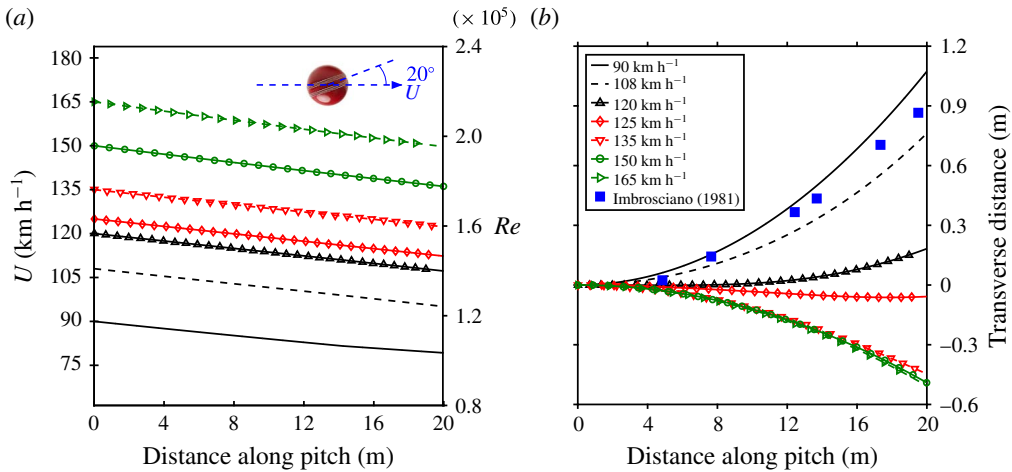 (a)
(× 10⁵)
(b)
180
165
150
135
120
105
90
75
U (km h⁻¹)
20°
U
2.4
2.0
1.6
1.2
0.8
Re
0 4 8 12 16 20
Distance along pitch (m)
90 km h⁻¹
108 km h⁻¹
120 km h⁻¹
125 km h⁻¹
135 km h⁻¹
150 km h⁻¹
165 km h⁻¹
Imbrosciano (1981)
1.2
0.9
0.6
0.3
0
−0.3
−0.6
Transverse distance (m)
0 4 8 12 16 20
Distance along pitch (m)